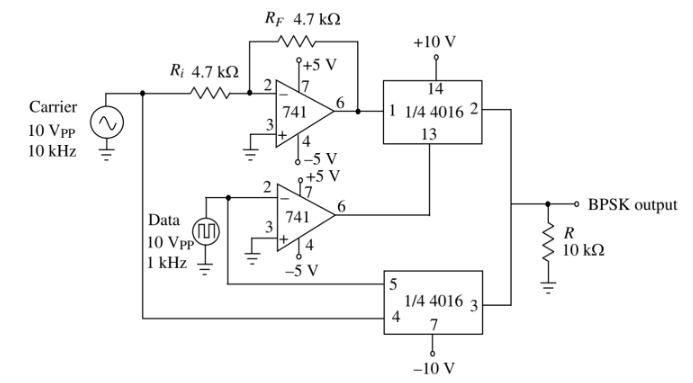 R_F 4.7 kΩ
+10 V
R_i 4.7 kΩ
+5 V
2
7
14
−
741
6
1
1/4 4016
2
Carrier
10 V_PP
10 kHz
3
+
4
13
−5 V
+5 V
2
7
−
741
6
BPSK output
Data
10 V_PP
1 kHz
3
+
4
−5 V
R
10 kΩ
5
1/4 4016
3
4
7
−10 V